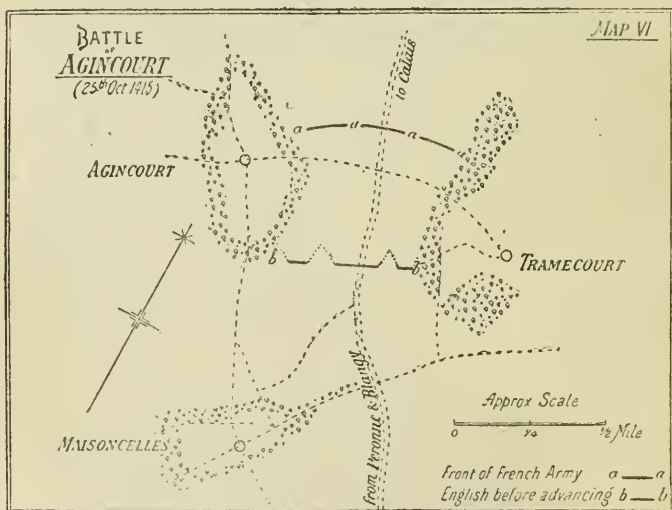 BATTLE
of
AGINCOURT
(25th Oct 1415)
MAP VI
to Calais
a a a a
AGINCOURT
b b
TRAMECOURT
from Peronne & Blangy
MAISONCELLES
Approx Scale
0 1/4 1/2 Mile
Front of French Army a — a
English before advancing b — b